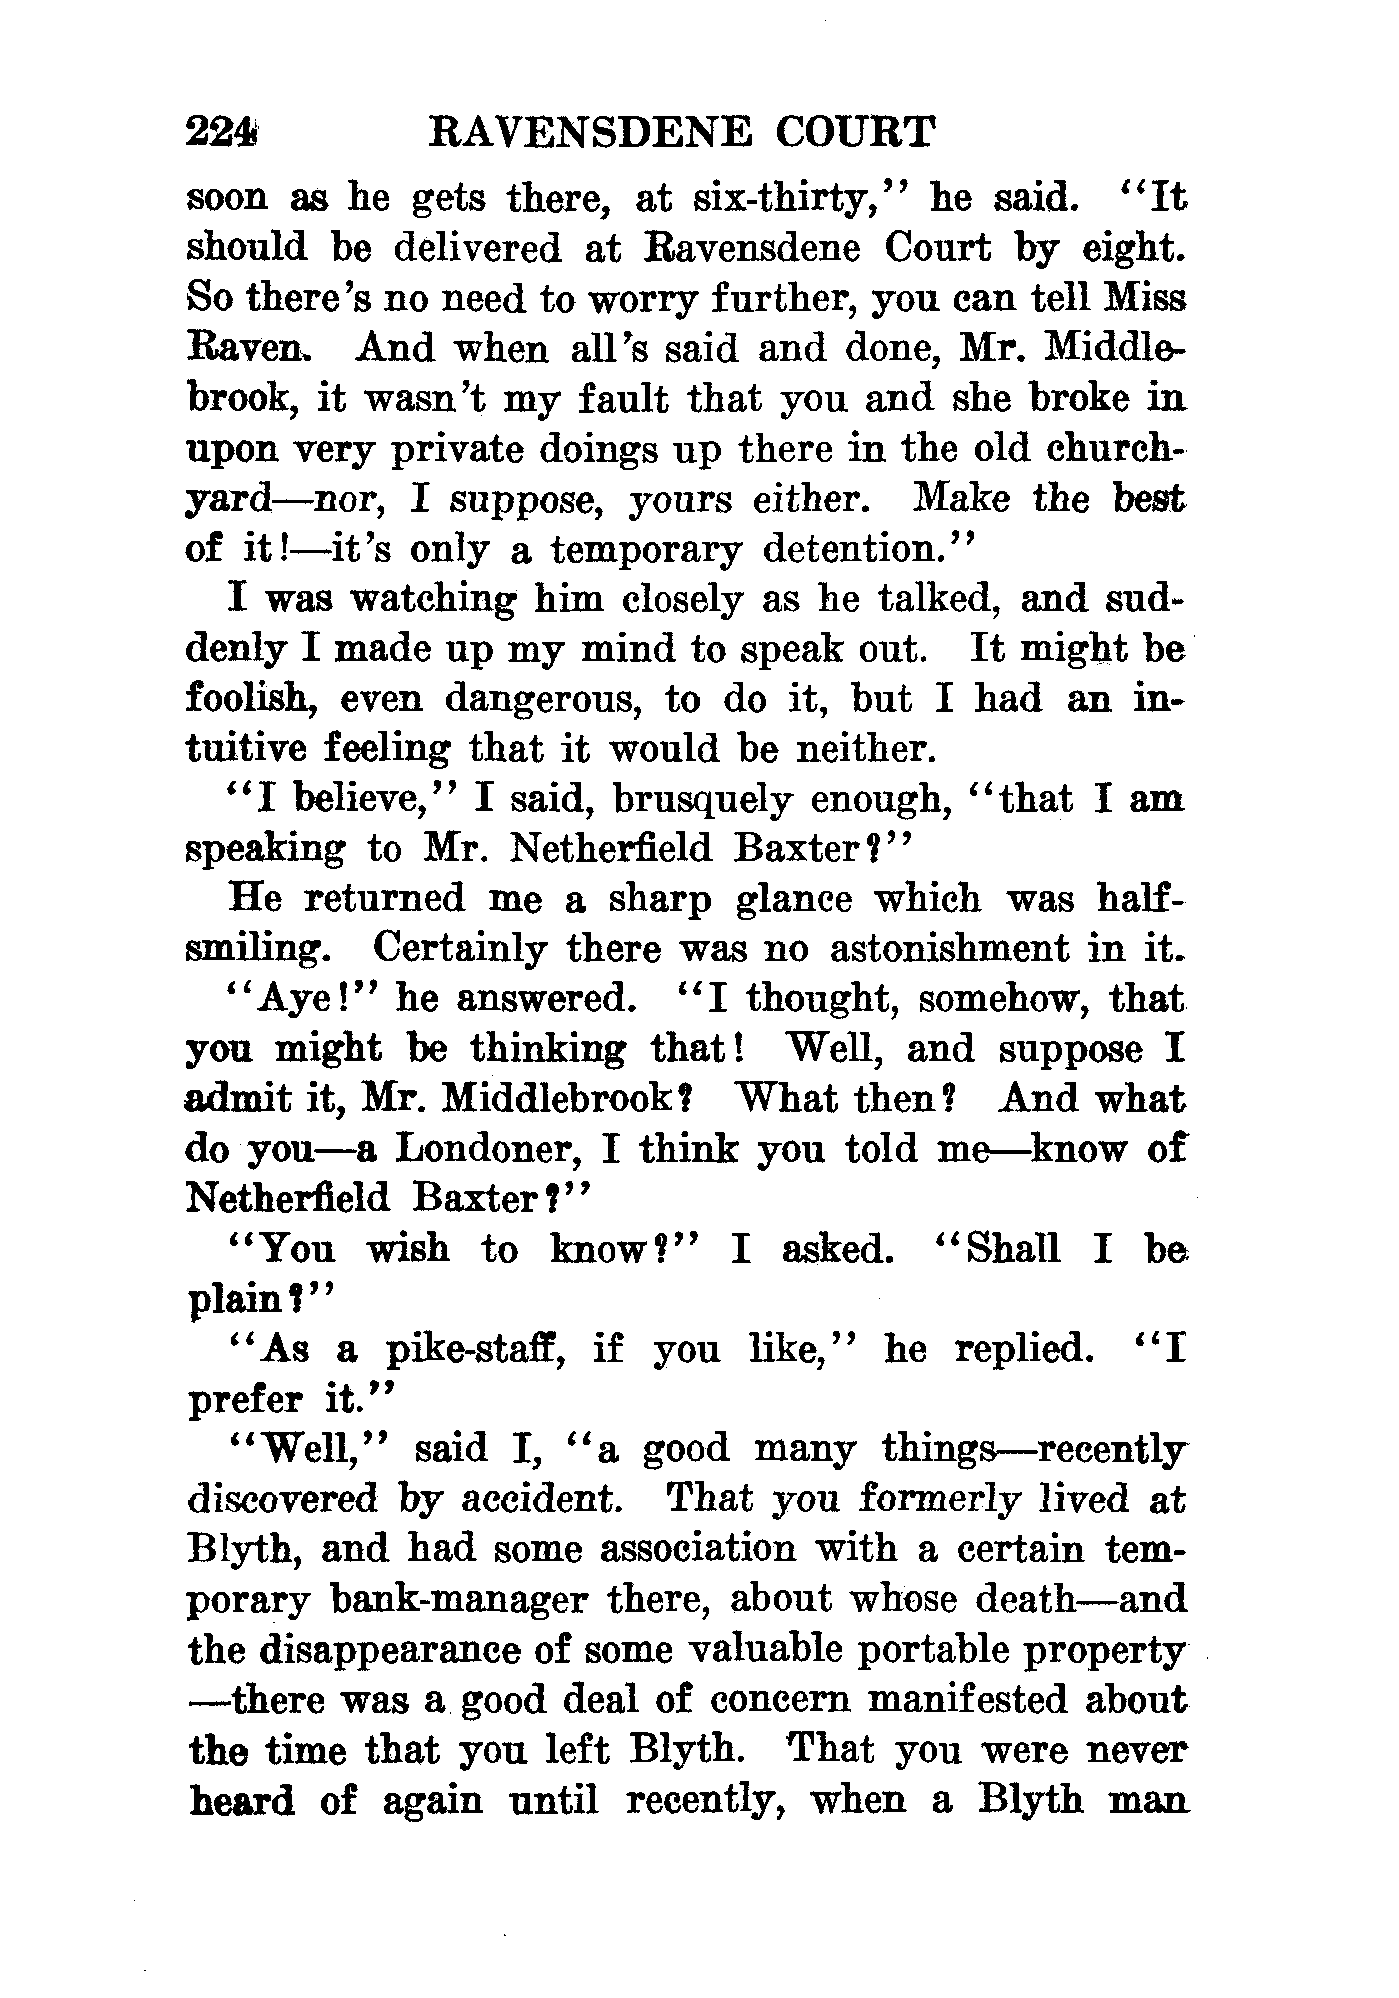 224 RAVENSDENE COURT
soon as he gets there, at six-thirty," he said. "It
should be delivered at Ravensdene Court by eight.
So there's no need to worry further, you can tell Miss
Raven. And when all's said and done, Mr. Middle-
brook, it wasn't my fault that you and she broke in
upon very private doings up there in the old church-
yard—nor, I suppose, yours either. Make the best
of it!—it's only a temporary detention."
I was watching him closely as he talked, and sud-
denly I made up my mind to speak out. It might be
foolish, even dangerous, to do it, but I had an in-
tuitive feeling that it would be neither.
"I believe," I said, brusquely enough, "that I am
speaking to Mr. Netherfield Baxter?"
He returned me a sharp glance which was half-
smiling. Certainly there was no astonishment in it.
"Aye!" he answered. "I thought, somehow, that
you might be thinking that! Well, and suppose I
admit it, Mr. Middlebrook? What then? And what
do you—a Londoner, I think you told me—know of
Netherfield Baxter?"
"You wish to know?" I asked. "Shall I be
plain?"
"As a pike-staff, if you like," he replied. "I
prefer it."
"Well," said I, "a good many things—recently
discovered by accident. That you formerly lived at
Blyth, and had some association with a certain tem-
porary bank-manager there, about whose death—and
the disappearance of some valuable portable property
—there was a good deal of concern manifested about
the time that you left Blyth. That you were never
heard of again until recently, when a Blyth man